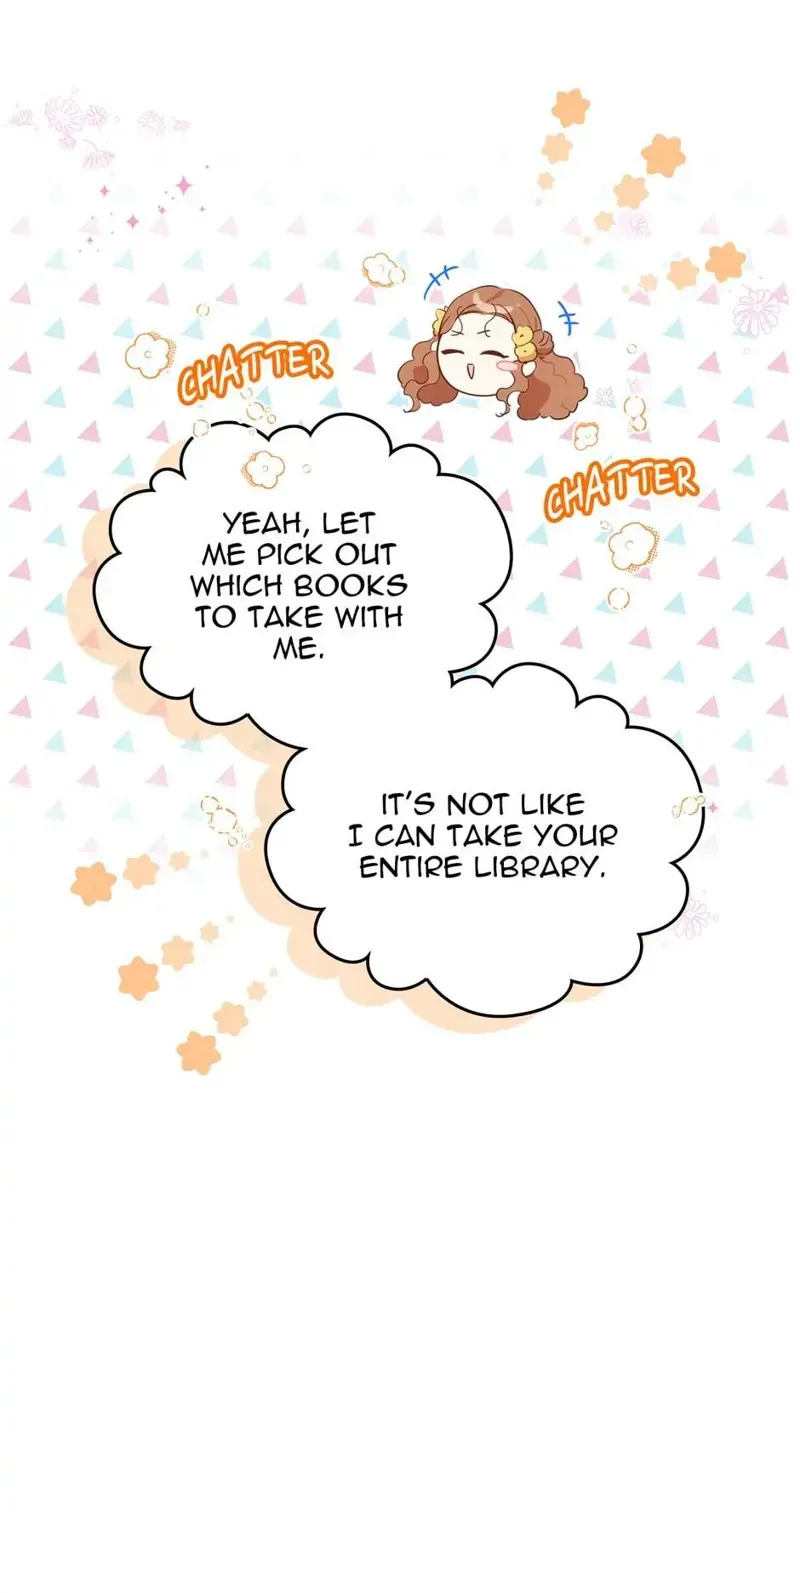 CHATTER
CHATTER
YEAH, LET
ME PICK OUT
WHICH BOOKS
TO TAKE WITH
ME.
IT'S NOT LIKE
I CAN TAKE YOUR
ENTIRE LIBRARY.